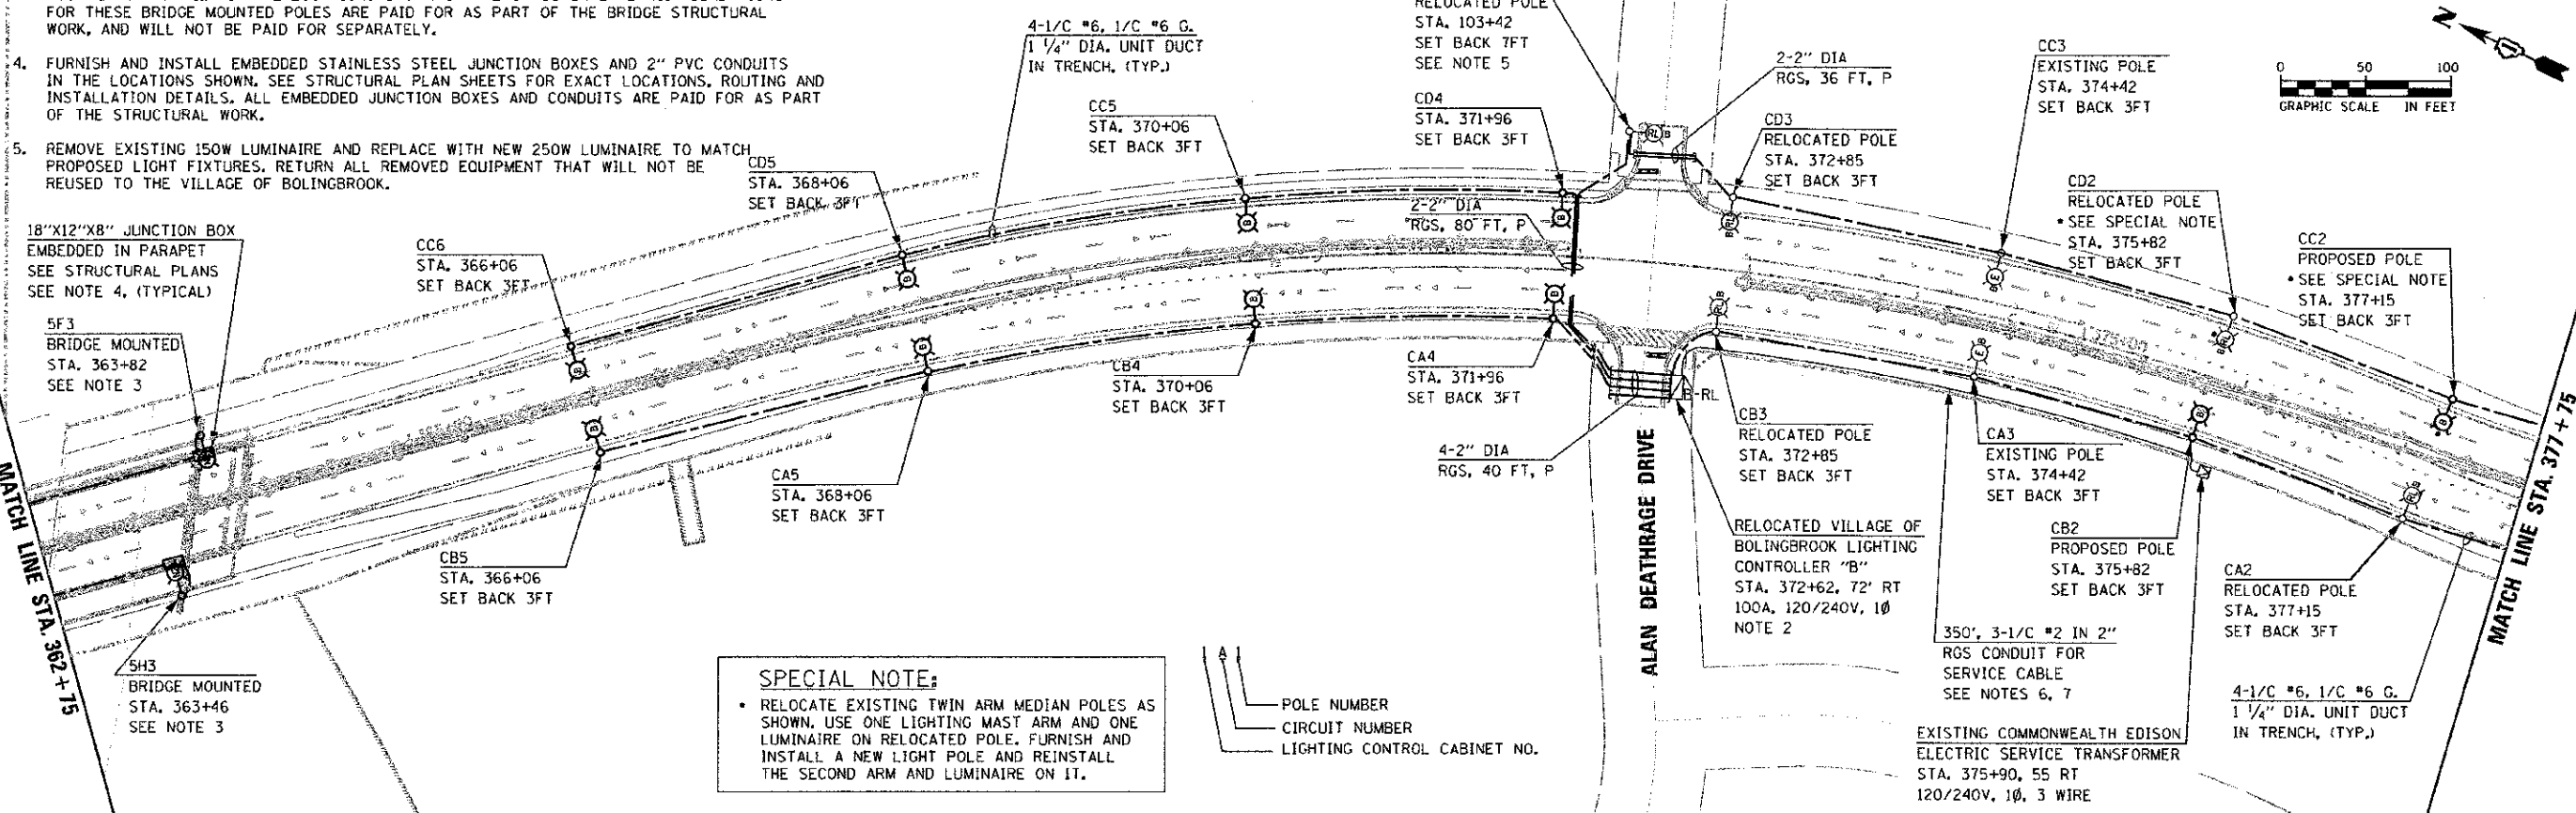 FOR THESE BRIDGE MOUNTED POLES ARE PAID FOR AS PART OF THE BRIDGE STRUCTURAL
WORK, AND WILL NOT BE PAID FOR SEPARATELY.
4. FURNISH AND INSTALL EMBEDDED STAINLESS STEEL JUNCTION BOXES AND 2" PVC CONDUITS
IN THE LOCATIONS SHOWN. SEE STRUCTURAL PLAN SHEETS FOR EXACT LOCATIONS, ROUTING AND
INSTALLATION DETAILS. ALL EMBEDDED JUNCTION BOXES AND CONDUITS ARE PAID FOR AS PART
OF THE STRUCTURAL WORK.
5. REMOVE EXISTING 150W LUMINAIRE AND REPLACE WITH NEW 250W LUMINAIRE TO MATCH
PROPOSED LIGHT FIXTURES. RETURN ALL REMOVED EQUIPMENT THAT WILL NOT BE
REUSED TO THE VILLAGE OF BOLINGBROOK.
18"X12"X8" JUNCTION BOX
EMBEDDED IN PARAPET
SEE STRUCTURAL PLANS
SEE NOTE 4, (TYPICAL)
5F3
BRIDGE MOUNTED
STA. 363+82
SEE NOTE 3
MATCH LINE STA. 362+75
5H3
BRIDGE MOUNTED
STA. 363+46
SEE NOTE 3
CC6
STA. 366+06
SET BACK 3FT
CB5
STA. 366+06
SET BACK 3FT
CD5
STA. 368+06
SET BACK 3FT
CA5
STA. 368+06
SET BACK 3FT
4-1/C #6, 1/C #6 G.
1 1/4" DIA. UNIT DUCT
IN TRENCH, (TYP.)
CC5
STA. 370+06
SET BACK 3FT
CB4
STA. 370+06
SET BACK 3FT
RELOCATED POLE
STA. 103+42
SET BACK 7FT
SEE NOTE 5
CD4
STA. 371+96
SET BACK 3FT
2-2" DIA
RGS, 80 FT, P
CA4
STA. 371+96
SET BACK 3FT
4-2" DIA
RGS, 40 FT, P
2-2" DIA
RGS, 36 FT, P
CD3
RELOCATED POLE
STA. 372+85
SET BACK 3FT
B-RL
CB3
RELOCATED POLE
STA. 372+85
SET BACK 3FT
ALAN DEATHRAGE DRIVE
RELOCATED VILLAGE OF
BOLINGBROOK LIGHTING
CONTROLLER "B"
STA. 372+62, 72' RT
100A, 120/240V, 1Ø
NOTE 2
CC3
EXISTING POLE
STA. 374+42
SET BACK 3FT
CA3
EXISTING POLE
STA. 374+42
SET BACK 3FT
350', 3-1/C #2 IN 2"
RGS CONDUIT FOR
SERVICE CABLE
SEE NOTES 6, 7
EXISTING COMMONWEALTH EDISON
ELECTRIC SERVICE TRANSFORMER
STA. 375+90, 55 RT
120/240V, 1Ø, 3 WIRE
CD2
RELOCATED POLE
* SEE SPECIAL NOTE
STA. 375+82
SET BACK 3FT
CB2
PROPOSED POLE
STA. 375+82
SET BACK 3FT
CC2
PROPOSED POLE
* SEE SPECIAL NOTE
STA. 377+15
SET BACK 3FT
CA2
RELOCATED POLE
STA. 377+15
SET BACK 3FT
4-1/C #6, 1/C #6 G.
1 1/4" DIA. UNIT DUCT
IN TRENCH, (TYP.)
MATCH LINE STA. 377+75
N
0 50 100
GRAPHIC SCALE IN FEET
SPECIAL NOTE:
* RELOCATE EXISTING TWIN ARM MEDIAN POLES AS
SHOWN. USE ONE LIGHTING MAST ARM AND ONE
LUMINAIRE ON RELOCATED POLE. FURNISH AND
INSTALL A NEW LIGHT POLE AND REINSTALL
THE SECOND ARM AND LUMINAIRE ON IT.
1 A 1
POLE NUMBER
CIRCUIT NUMBER
LIGHTING CONTROL CABINET NO.